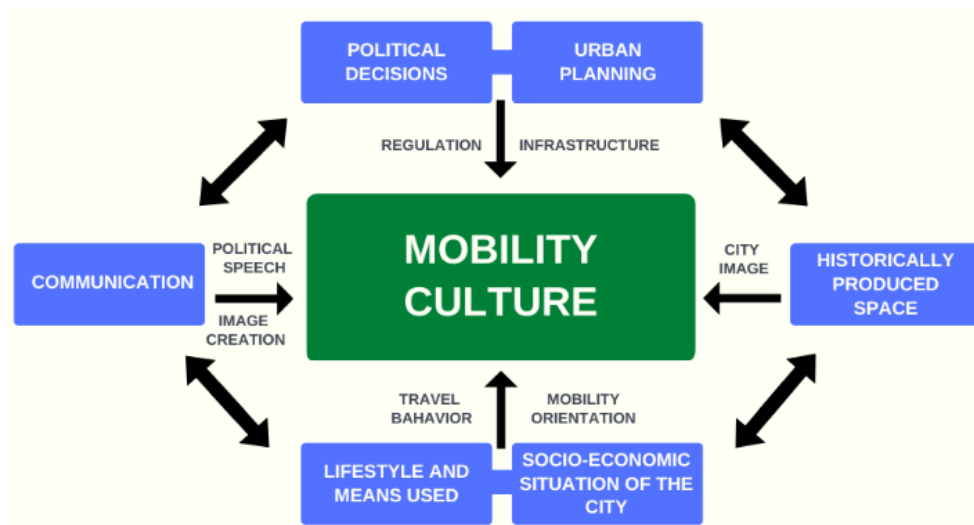 POLITICAL
DECISIONS
URBAN
PLANNING
REGULATION
INFRASTRUCTURE
COMMUNICATION
POLITICAL
SPEECH
IMAGE
CREATION
MOBILITY
CULTURE
CITY
IMAGE
HISTORICALLY
PRODUCED
SPACE
TRAVEL
BAHAVIOR
MOBILITY
ORIENTATION
LIFESTYLE AND
MEANS USED
SOCIO-ECONOMIC
SITUATION OF THE
CITY